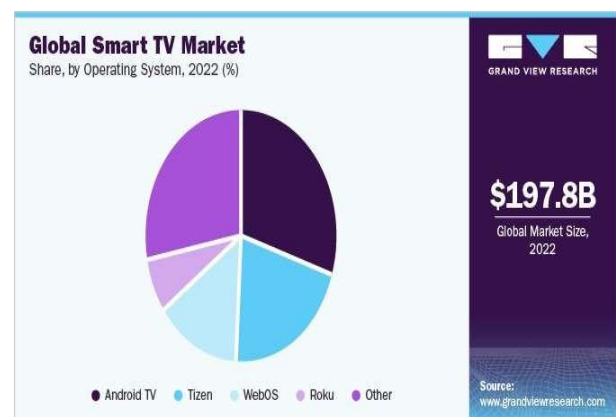 Global Smart TV Market
Share, by Operating System, 2022 (%)
GRAND VIEW RESEARCH
$197.8B
Global Market Size,
2022
Android TV
Tizen
WebOS
Roku
Other
Source:
www.grandviewresearch.com